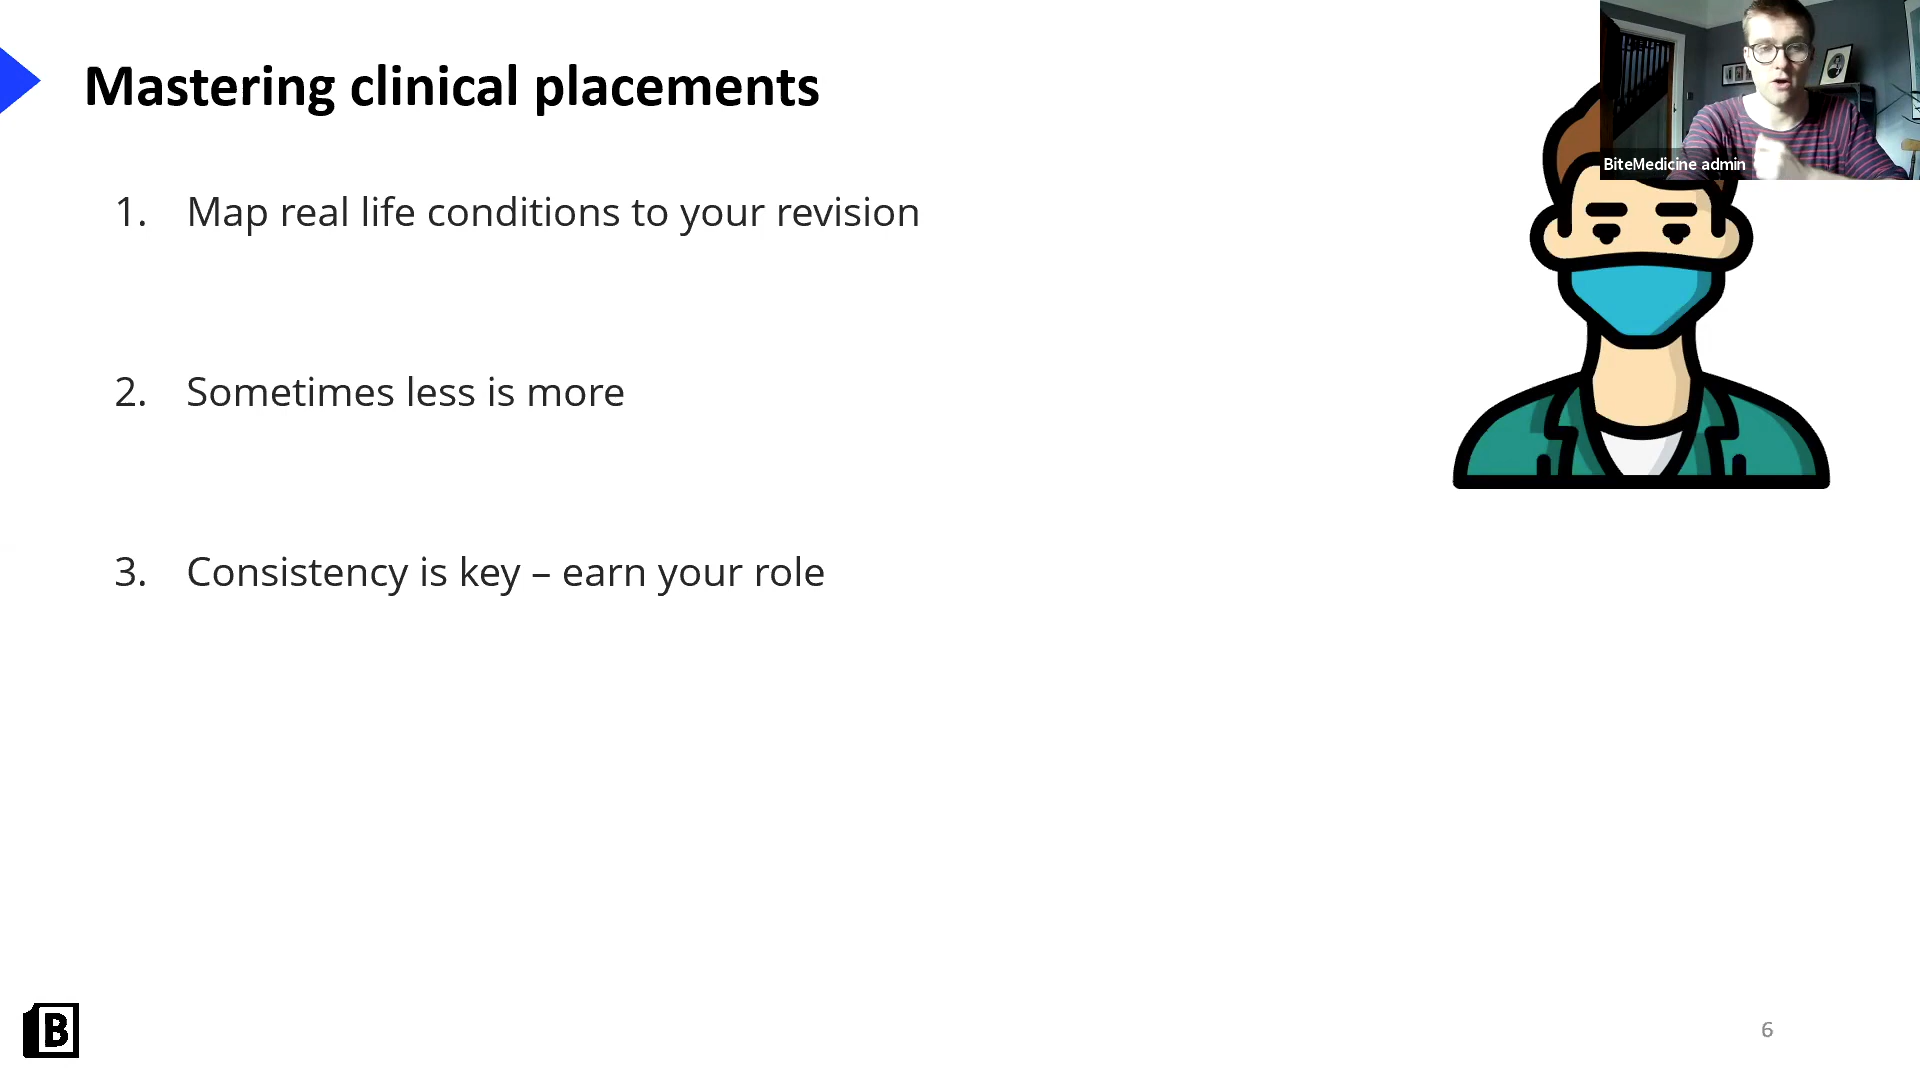 Mastering clinical placements
BiteMedicine admin
1. Map real life conditions to your revision
2. Sometimes less is more
3. Consistency is key – earn your role
B
6